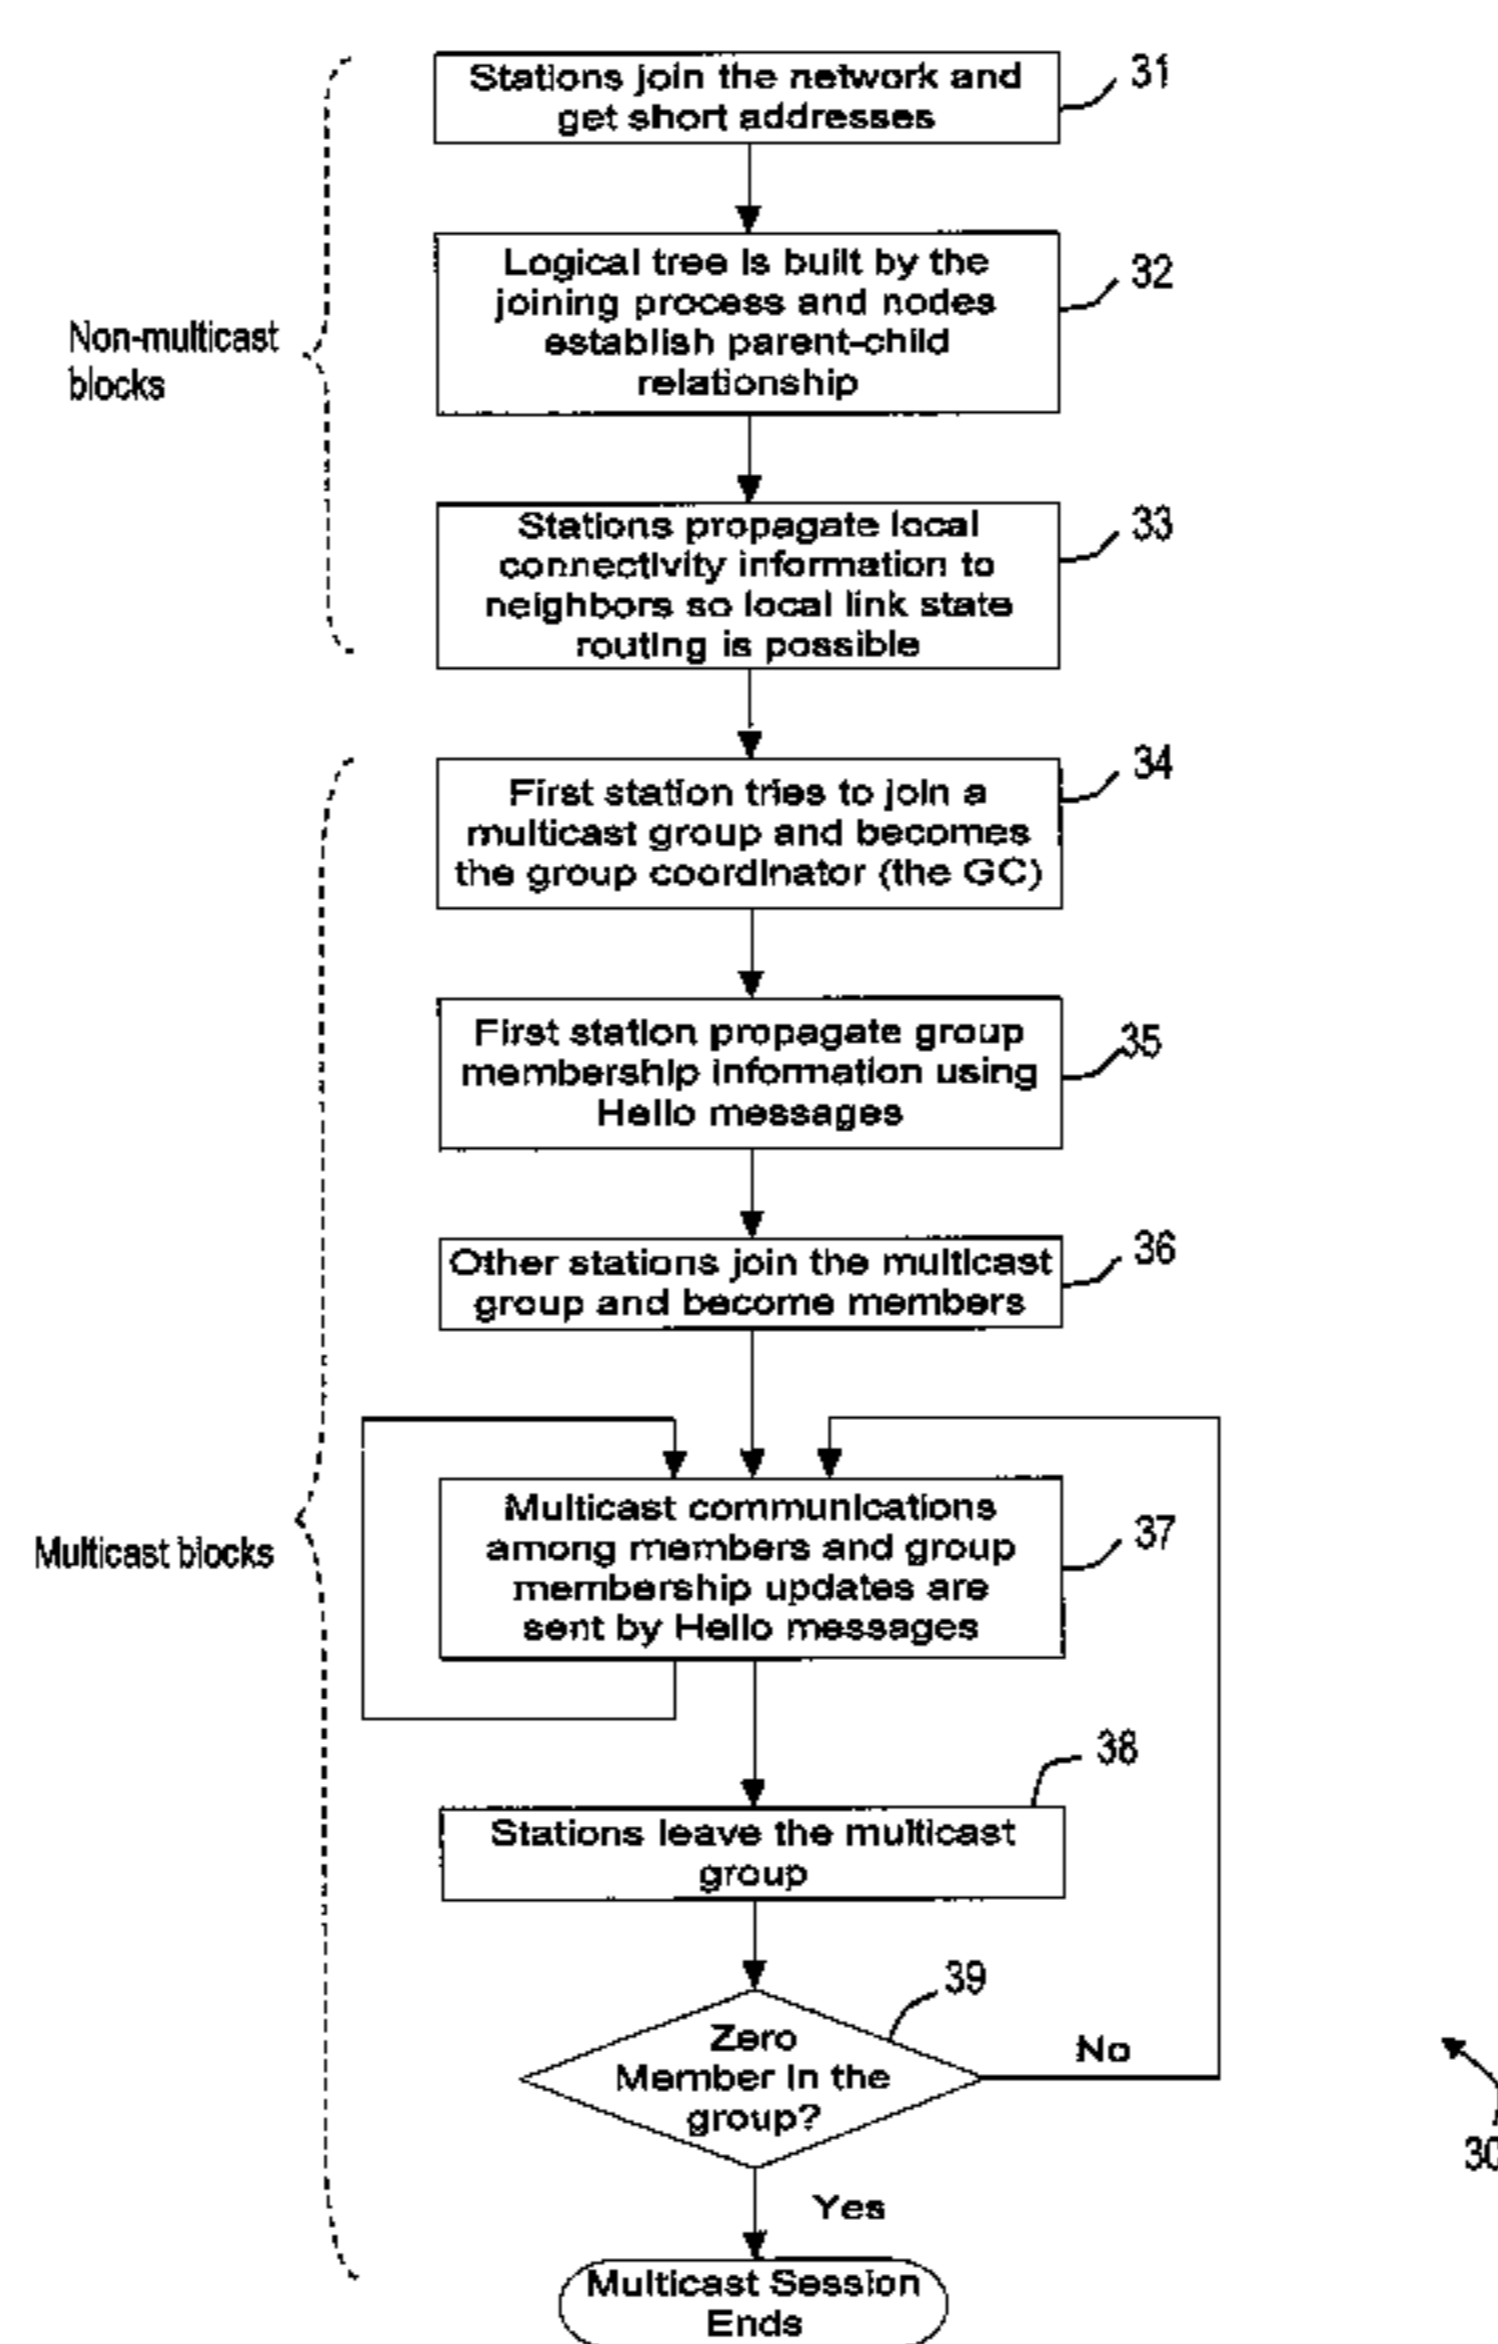 Stations join the network and
get short addresses
31
Logical tree is built by the
joining process and nodes
establish parent-child
relationship
32
Non-multicast
blocks
Stations propagate local
connectivity information to
neighbors so local link state
routing is possible
33
First station tries to join a
multicast group and becomes
the group coordinator (the GC)
34
First station propagate group
membership information using
Hello messages
35
Other stations join the multicast
group and become members
36
Multicast communications
among members and group
membership updates are
sent by Hello messages
37
Multicast blocks
38
Stations leave the multicast
group
39
Zero
Member in the
group?
No
30
Yes
Multicast Session
Ends